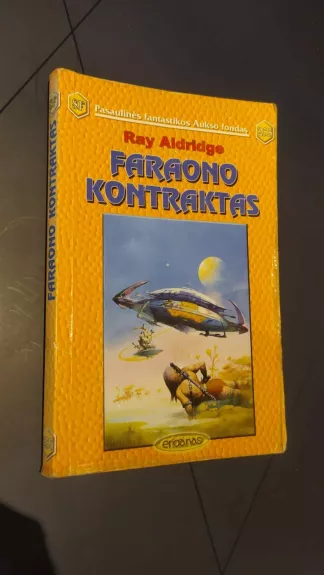 Pasaulinės fantastikos Aukso fondas
Ray Aldridge
FARAONO
KONTRAKTAS
eridanas
FARAONO KONTRAKTAS